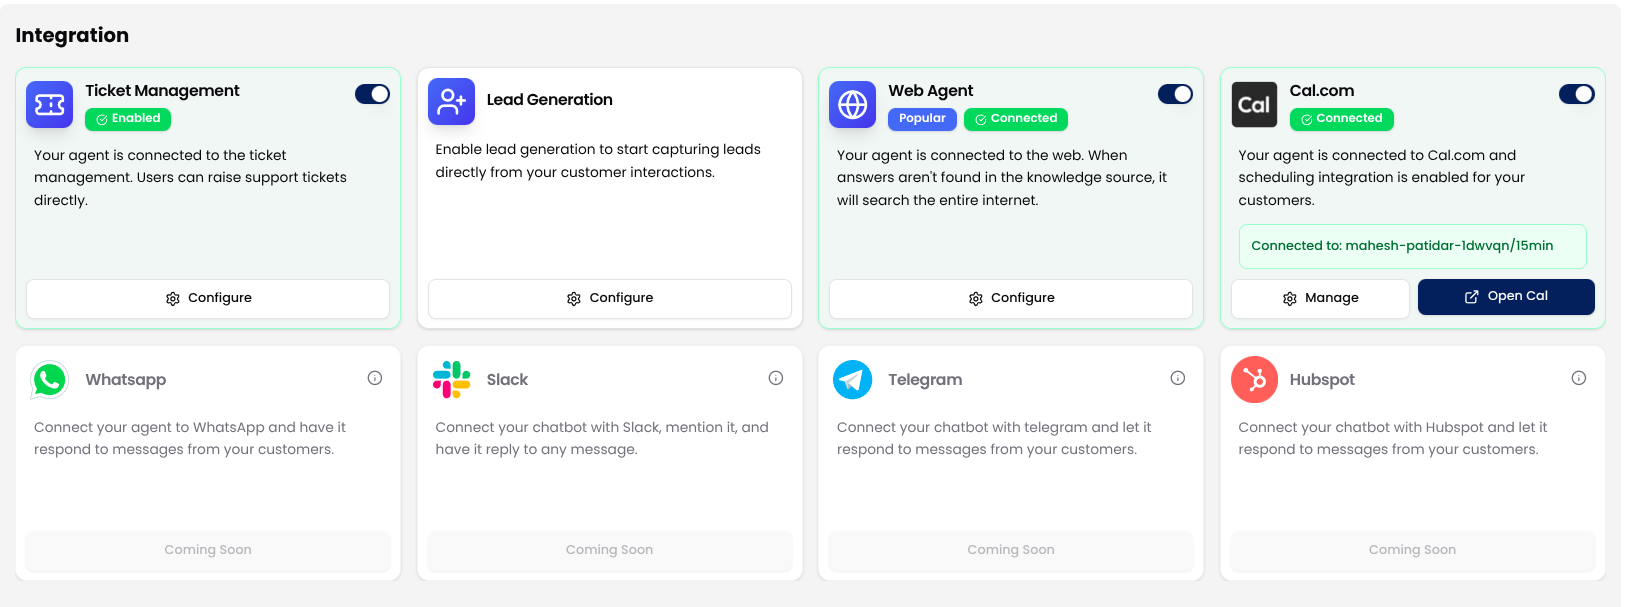 Integration
Ticket Management
Enabled
Your agent is connected to the ticket
management. Users can raise support tickets
directly.
Configure
Lead Generation
Enable lead generation to start capturing leads
directly from your customer interactions.
Configure
Web Agent
Popular
Connected
Your agent is connected to the web. When
answers aren't found in the knowledge source, it
will search the entire internet.
Configure
Cal
Cal.com
Connected
Your agent is connected to Cal.com and
scheduling integration is enabled for your
customers.
Connected to: mahesh-patidar-1dwvqn/15min
Manage
Open Cal
Whatsapp
Connect your agent to WhatsApp and have it
respond to messages from your customers.
Coming Soon
Slack
Connect your chatbot with Slack, mention it, and
have it reply to any message.
Coming Soon
Telegram
Connect your chatbot with telegram and let it
respond to messages from your customers.
Coming Soon
Hubspot
Connect your chatbot with Hubspot and let it
respond to messages from your customers.
Coming Soon